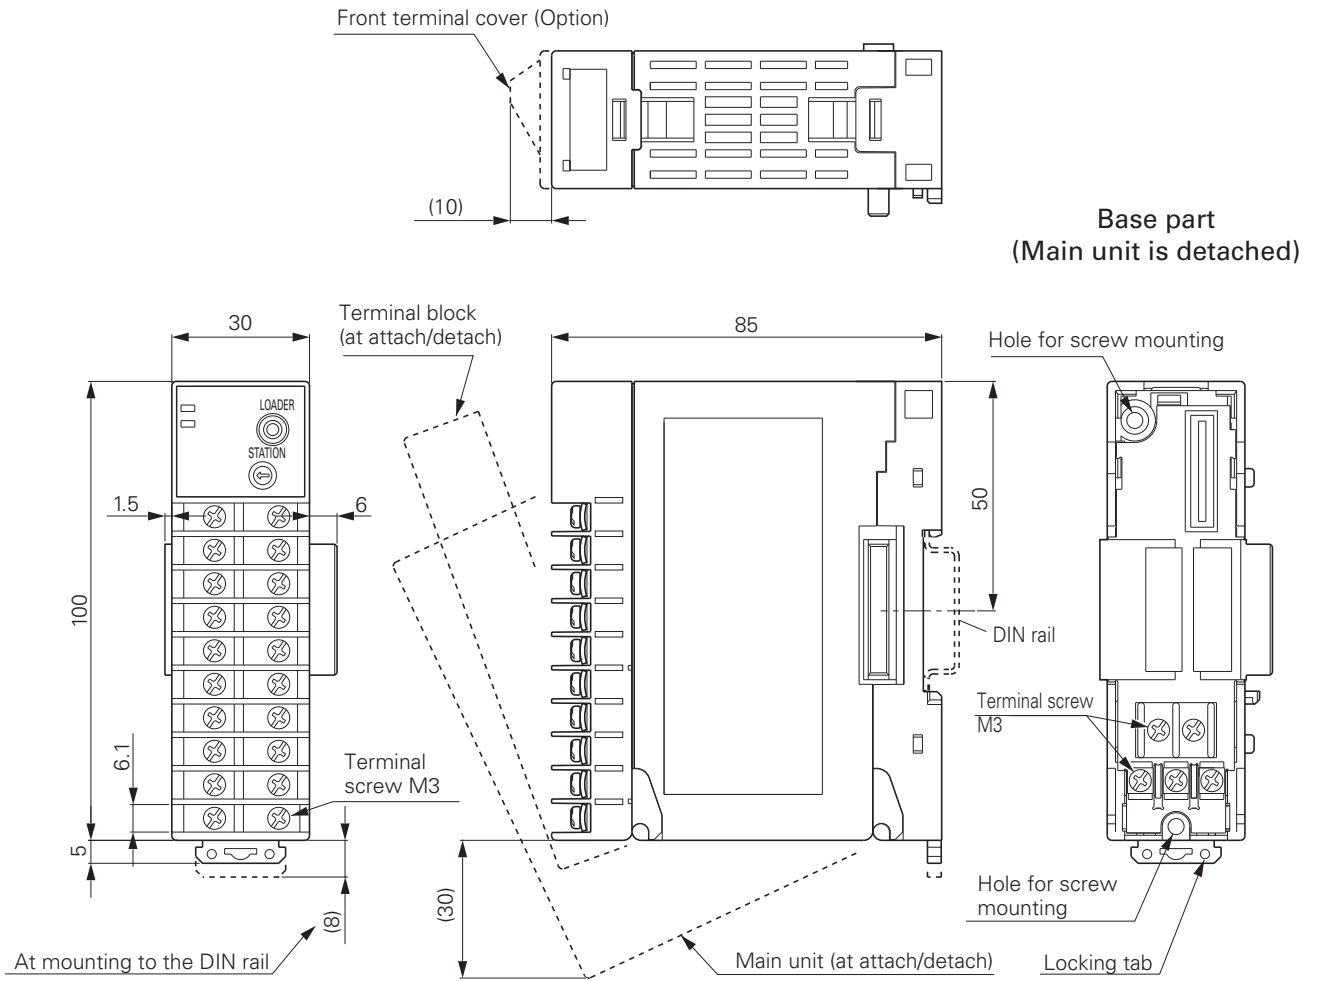 Front terminal cover (Option)
(10)
Base part
(Main unit is detached)
30
Terminal block
(at attach/detach)
85
Hole for screw mounting
LOADER
STATION
1.5
6
50
100
DIN rail
Terminal screw
M3
6.1
Terminal
screw M3
5
(8)
(30)
Hole for screw
mounting
At mounting to the DIN rail
Main unit (at attach/detach)
Locking tab